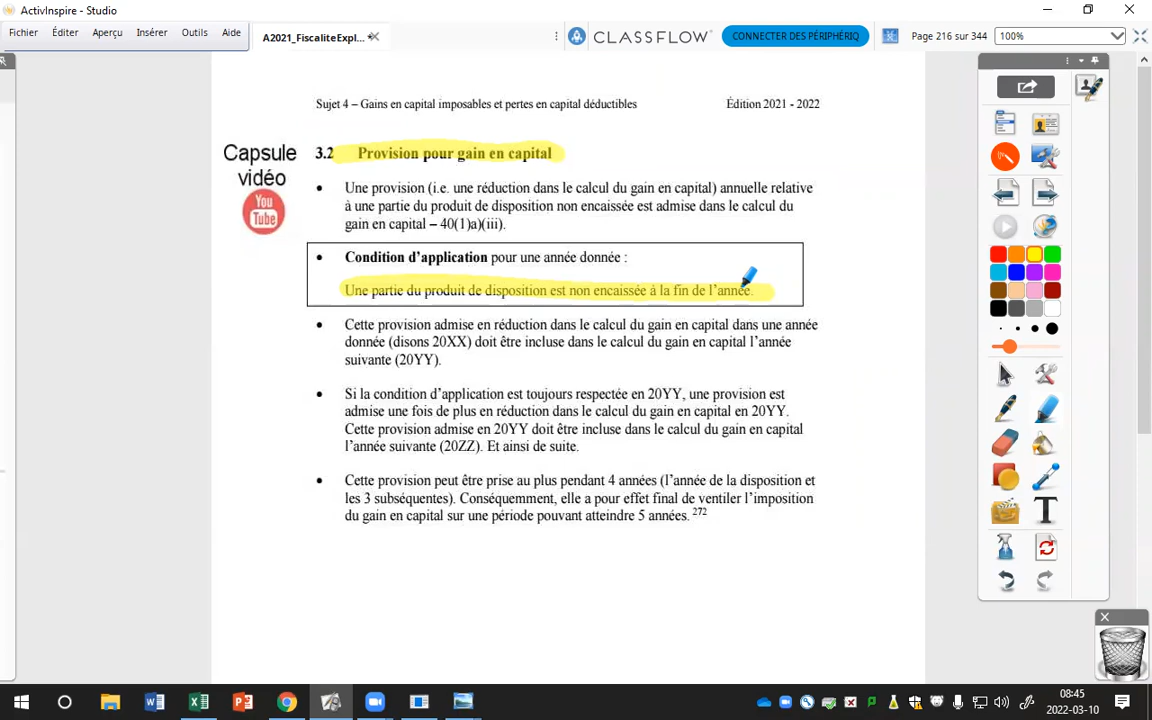 ActivInspire - Studio
Fichier Éditer Aperçu Insérer Outils Aide
A2021_FiscaliteExpl...
CLASSFLOW
CONNECTER DES PÉRIPHÉRIQ
Page 216 sur 344
100%
Sujet 4 – Gains en capital imposables et pertes en capital déductibles Édition 2021 - 2022
Capsule
vidéo
You
Tube
3.2 Provision pour gain en capital
• Une provision (i.e. une réduction dans le calcul du gain en capital) annuelle relative
à une partie du produit de disposition non encaissée est admise dans le calcul du
gain en capital – 40(1)a)(iii).
• Condition d'application pour une année donnée :
Une partie du produit de disposition est non encaissée à la fin de l'année.
• Cette provision admise en réduction dans le calcul du gain en capital dans une année
donnée (disons 20XX) doit être incluse dans le calcul du gain en capital l'année
suivante (20YY).
• Si la condition d'application est toujours respectée en 20YY, une provision est
admise une fois de plus en réduction dans le calcul du gain en capital en 20YY.
Cette provision admise en 20YY doit être incluse dans le calcul du gain en capital
l'année suivante (20ZZ). Et ainsi de suite.
• Cette provision peut être prise au plus pendant 4 années (l'année de la disposition et
les 3 subséquentes). Conséquemment, elle a pour effet final de ventiler l'imposition
du gain en capital sur une période pouvant atteindre 5 années. 272
08:45
2022-03-10